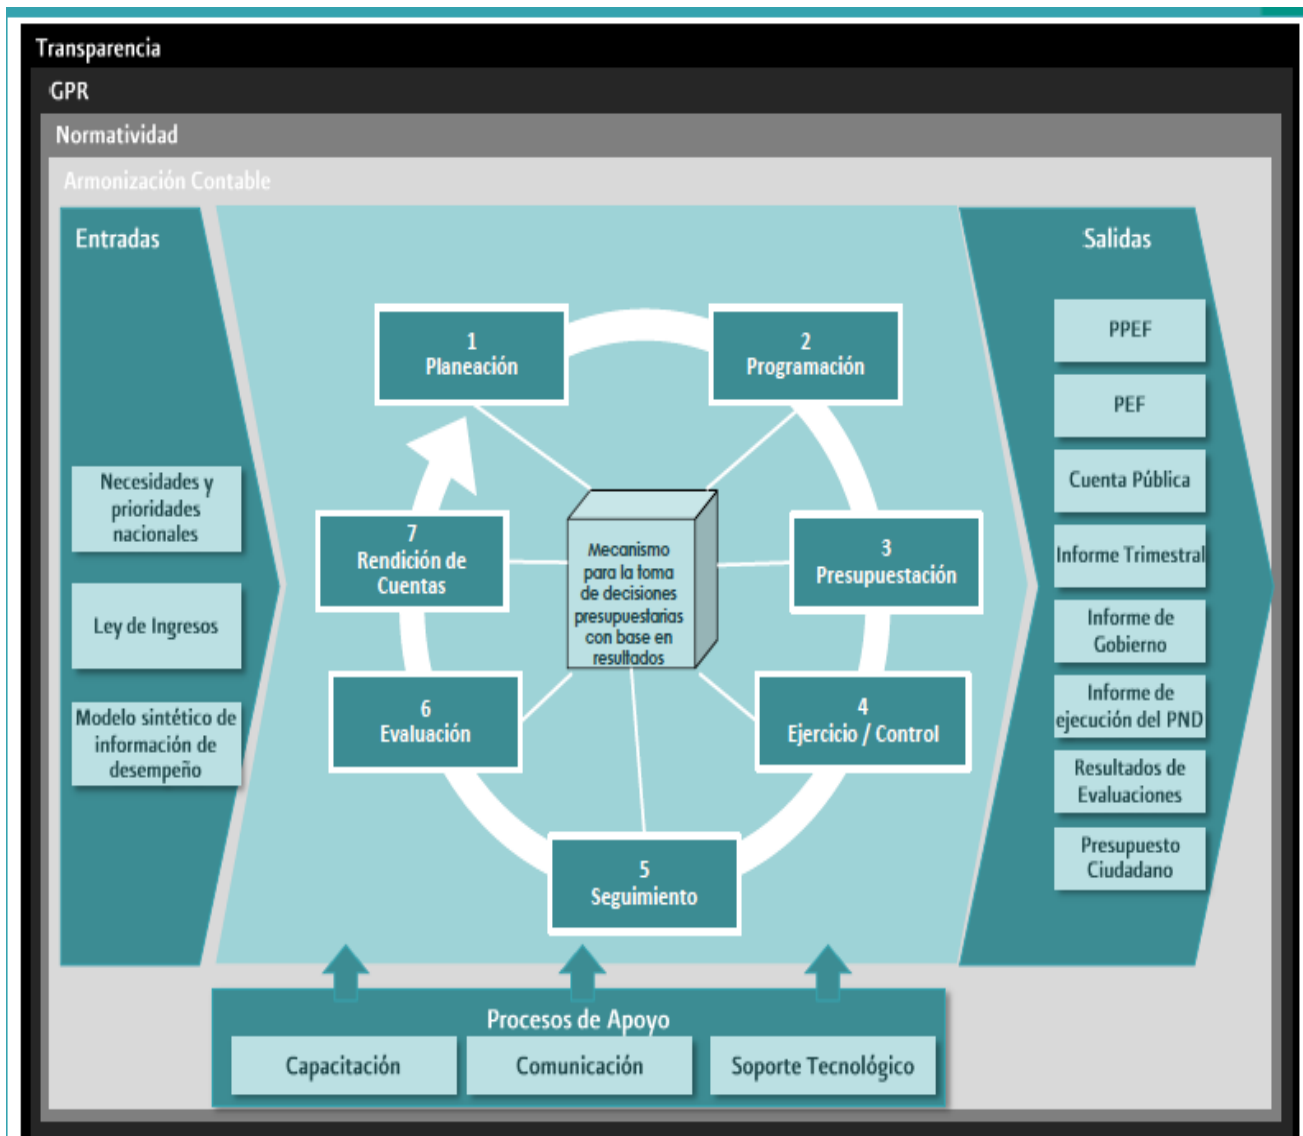 Transparencia
GPR
Normatividad
Armonización Contable
Entradas
Necesidades y
prioridades
nacionales
Ley de Ingresos
Modelo sintético de
información de
desempeño
1
Planeación
2
Programación
3
Presupuestación
4
Ejercicio / Control
5
Seguimiento
6
Evaluación
7
Rendición de
Cuentas
Mecanismo
para la toma
de decisiones
presupuestarias
con base en
resultados
Salidas
PPEF
PEF
Cuenta Pública
Informe Trimestral
Informe de
Gobierno
Informe de
ejecución del PND
Resultados de
Evaluaciones
Presupuesto
Ciudadano
Procesos de Apoyo
Capacitación
Comunicación
Soporte Tecnológico